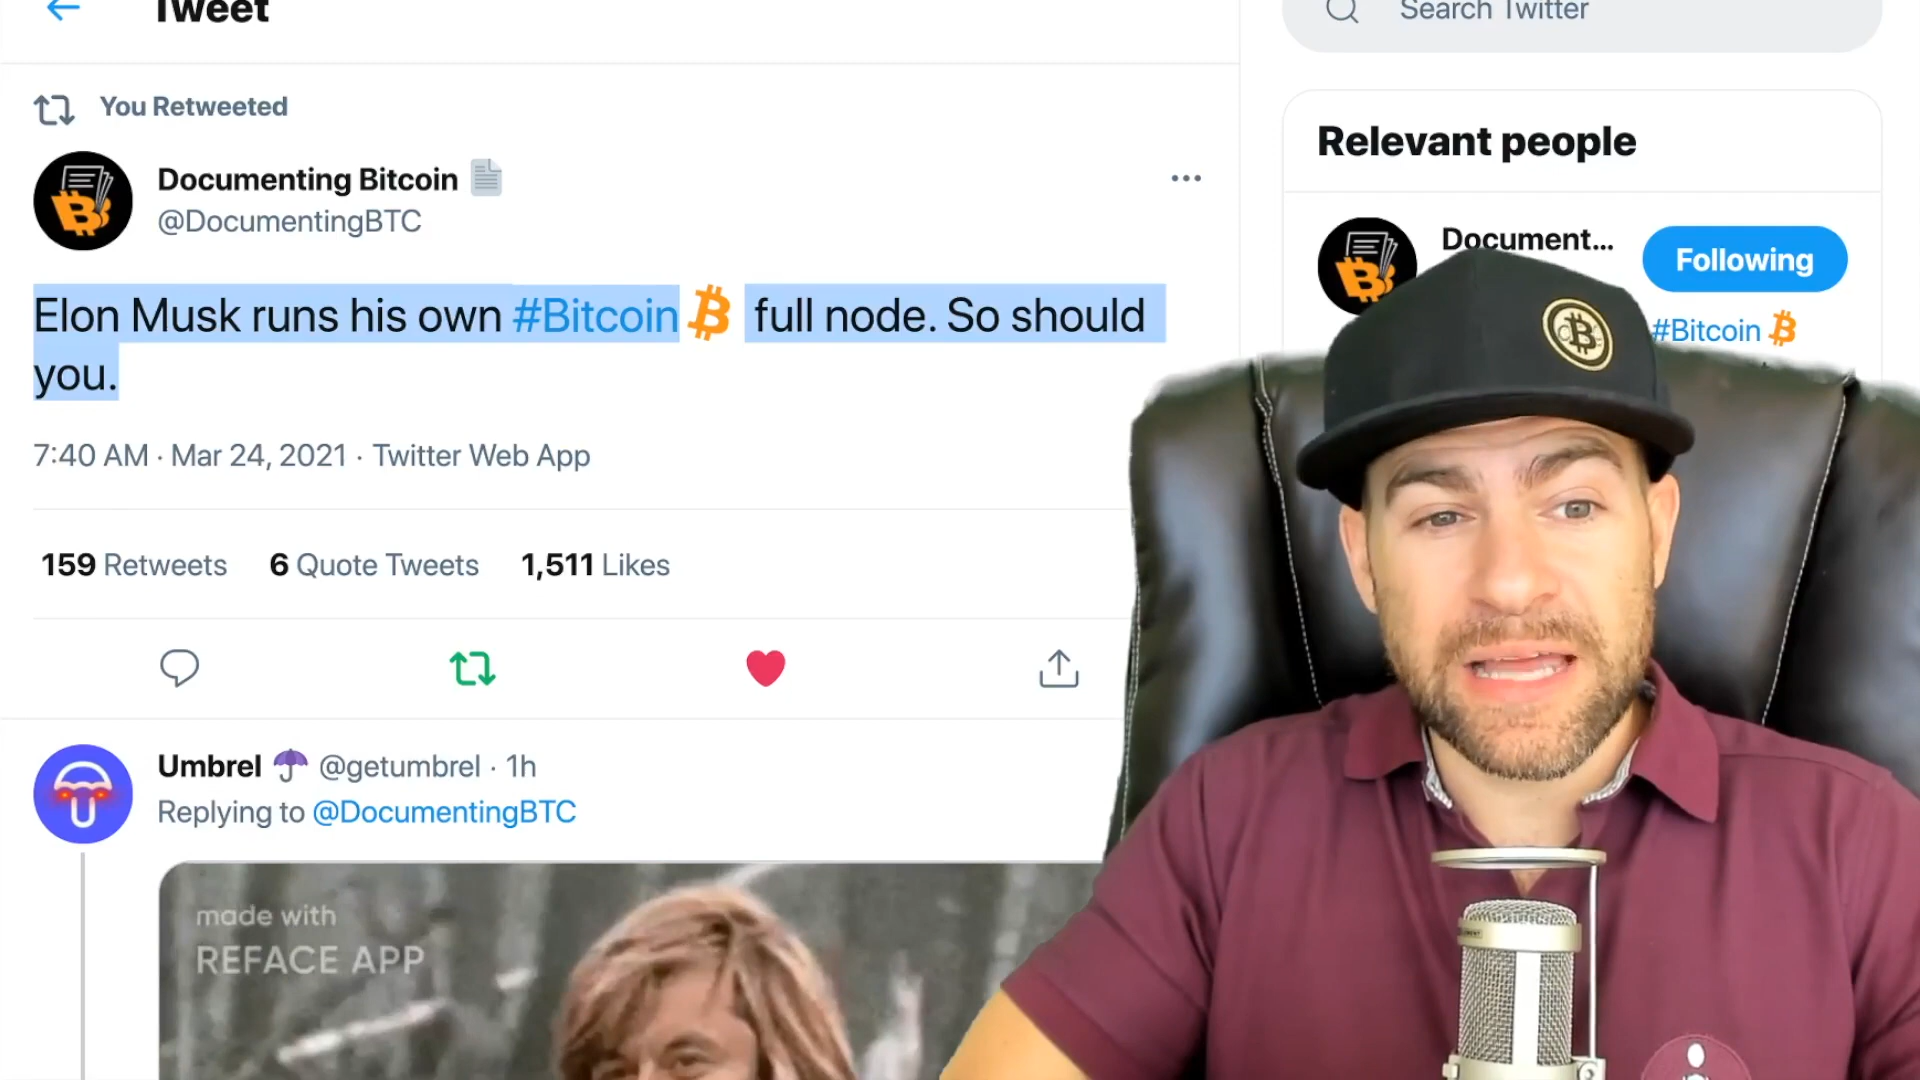 Tweet
Search Twitter
You Retweeted
Documenting Bitcoin
@DocumentingBTC
Elon Musk runs his own #Bitcoin full node. So should
you.
7:40 AM · Mar 24, 2021 · Twitter Web App
159 Retweets 6 Quote Tweets 1,511 Likes
Umbrel @getumbrel · 1h
Replying to @DocumentingBTC
made with
REFACE APP
Relevant people
Document...
Following
#Bitcoin